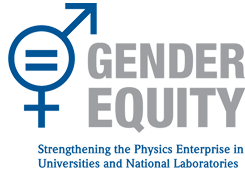 GENDER
EQUITY
Strengthening the Physics Enterprise in
Universities and National Laboratories